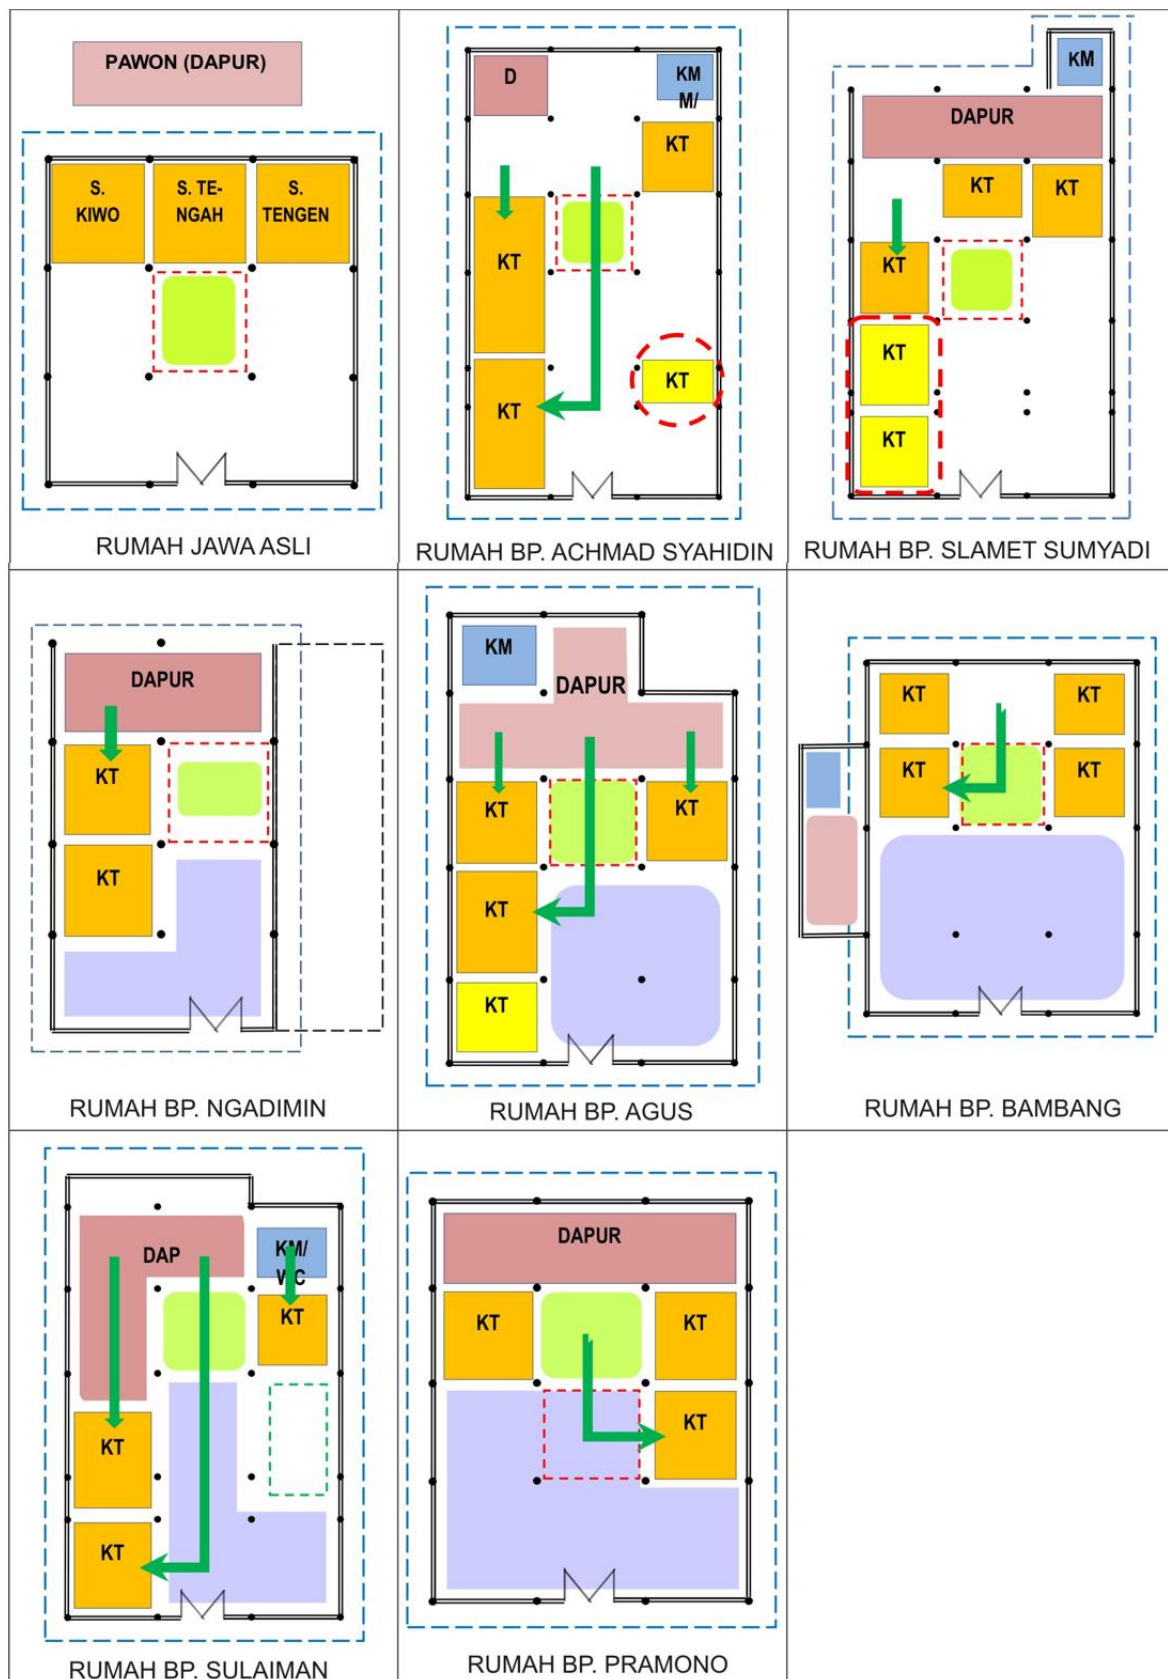 PAWON (DAPUR)
S.
KIWO
S. TE-
NGAH
S.
TENGEN
RUMAH JAWA ASLI
D
KM
M/
KT
KT
KT
KT
RUMAH BP. ACHMAD SYAHIDIN
KM
DAPUR
KT
KT
KT
KT
KT
RUMAH BP. SLAMET SUMYADI
DAPUR
KT
KT
RUMAH BP. NGADIMIN
KM
DAPUR
KT
KT
KT
KT
RUMAH BP. AGUS
KT
KT
KT
KT
RUMAH BP. BAMBANG
DAP
KM/
WC
KT
KT
KT
RUMAH BP. SULAIMAN
DAPUR
KT
KT
KT
RUMAH BP. PRAMONO